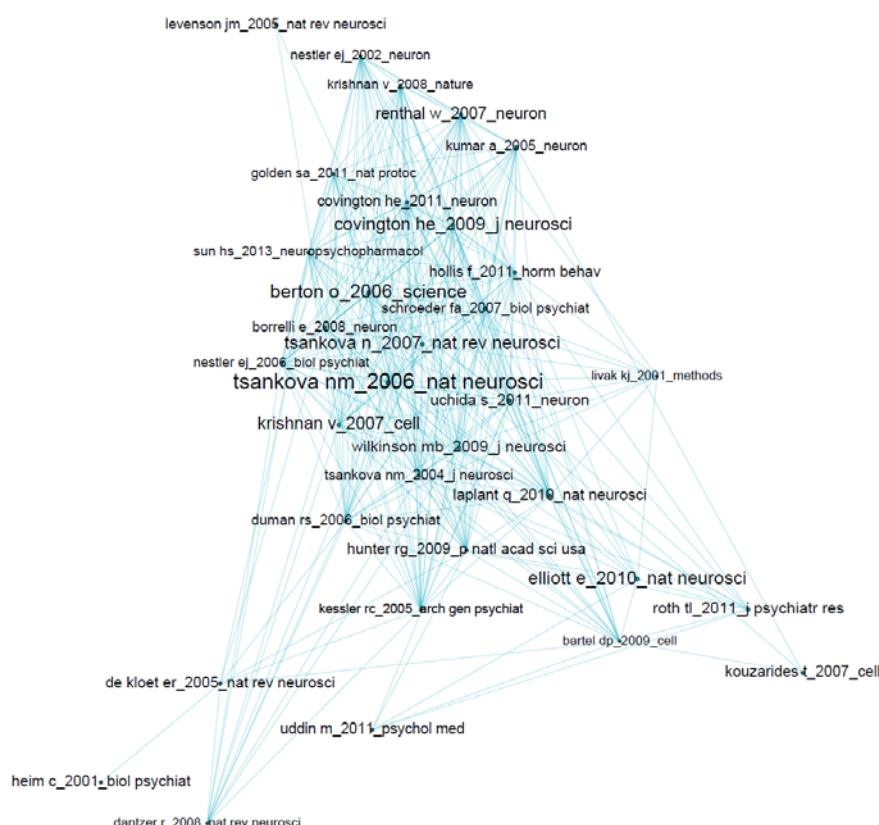 levenson jm_2005_nat rev neurosci
nestler ej_2002_neuron
krishnan v_2008_nature
renthal w_2007_neuron
kumar a_2005_neuron
golden sa_2011_nat protoc
covington he_2011_neuron
covington he_2009_j neurosci
sun hs_2013_neuropsychopharmacol
hollis f_2011_horm behav
berton o_2006_science
schroeder fa_2007_biol psychiat
borrelli e_2008_neuron
tsankova n_2007_nat rev neurosci
nestler ej_2006_biol psychiat
livak kj_2001_methods
tsankova nm_2006_nat neurosci
uchida s_2011_neuron
krishnan v_2007_cell
wilkinson mb_2009_j neurosci
tsankova nm_2004_j neurosci
laplant q_2010_nat neurosci
duman rs_2006_biol psychiat
hunter rg_2009_p natl acad sci usa
elliott e_2010_nat neurosci
kessler rc_2005_arch gen psychiat
roth tl_2011_j psychiatr res
bartel dp_2009_cell
kouzarides t_2007_cell
de kloet er_2005_nat rev neurosci
uddin m_2011_psychol med
heim c_2001_biol psychiat
dantzer r_2008_nat rev neurosci